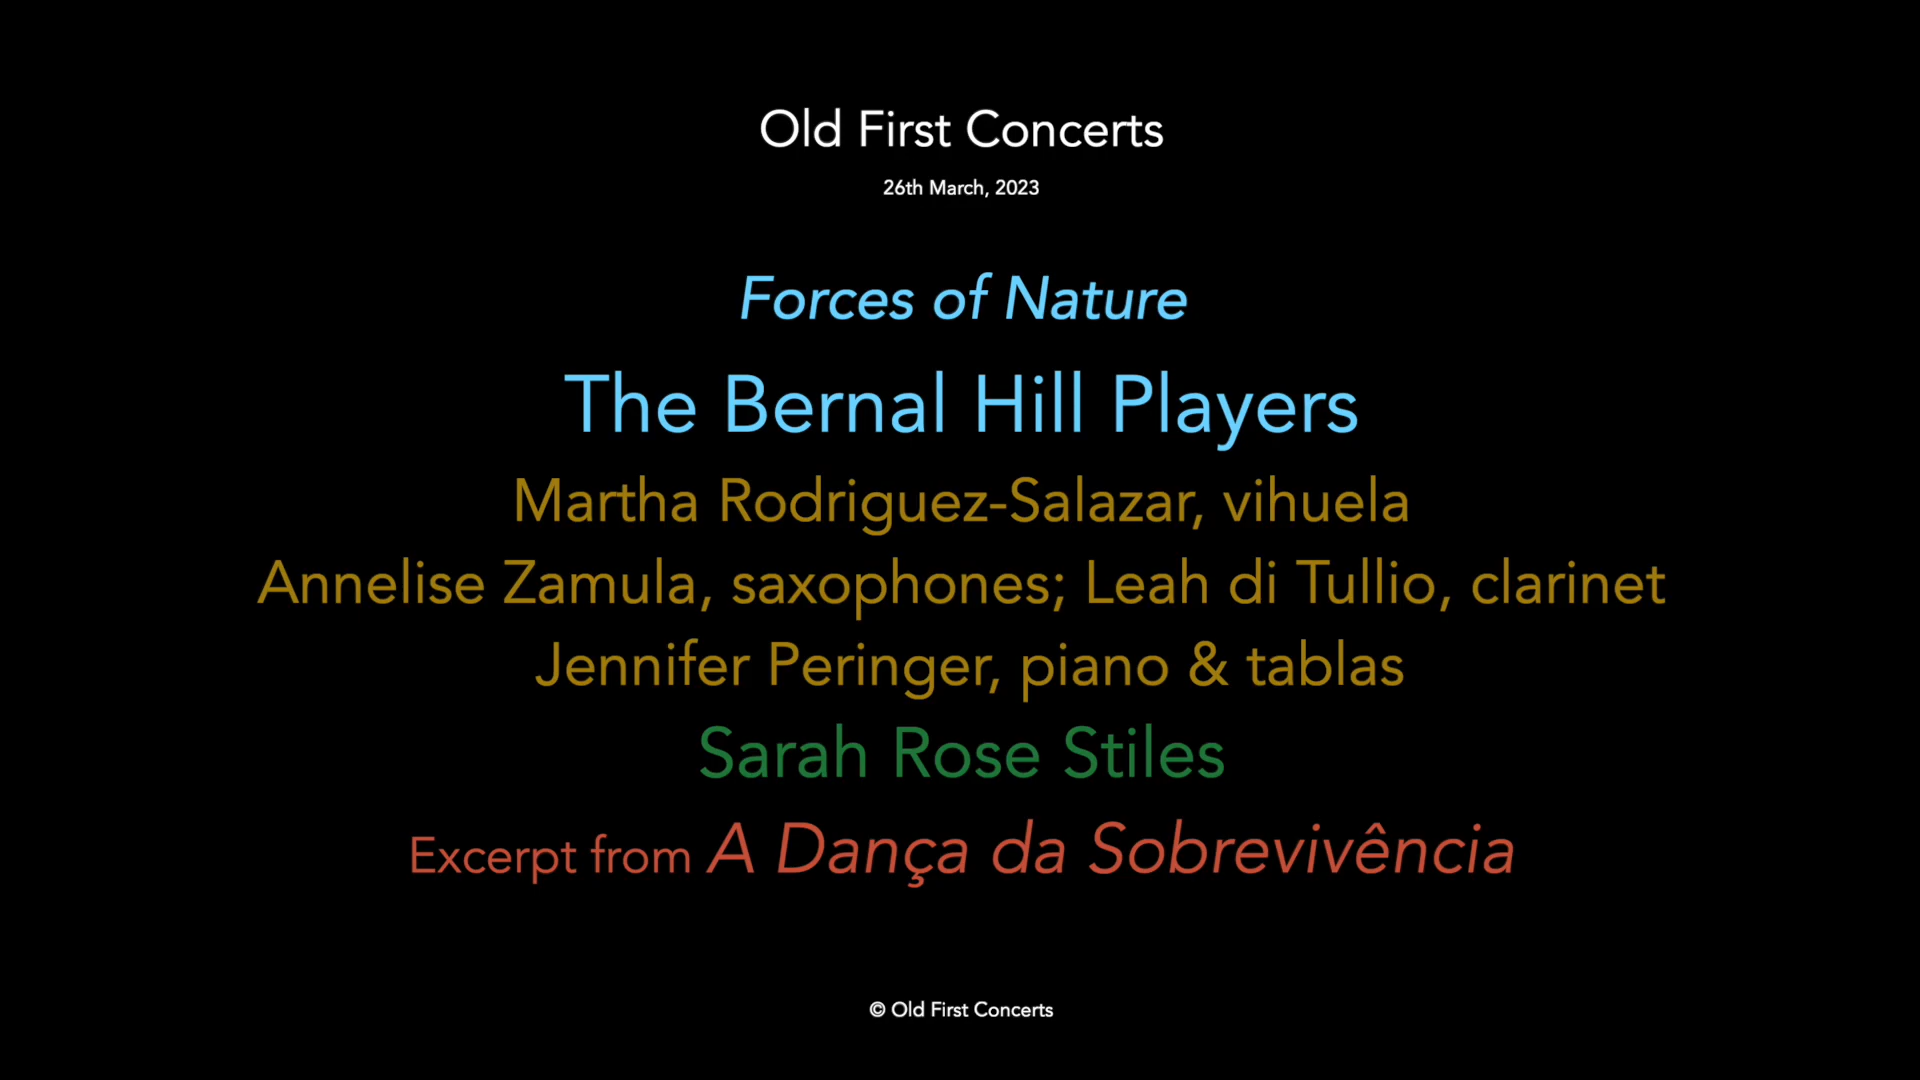 Old First Concerts
26th March, 2023
Forces of Nature
The Bernal Hill Players
Martha Rodriguez-Salazar, vihuela
Annelise Zamula, saxophones; Leah di Tullio, clarinet
Jennifer Peringer, piano & tablas
Sarah Rose Stiles
Excerpt from A Dança da Sobrevivência
© Old First Concerts